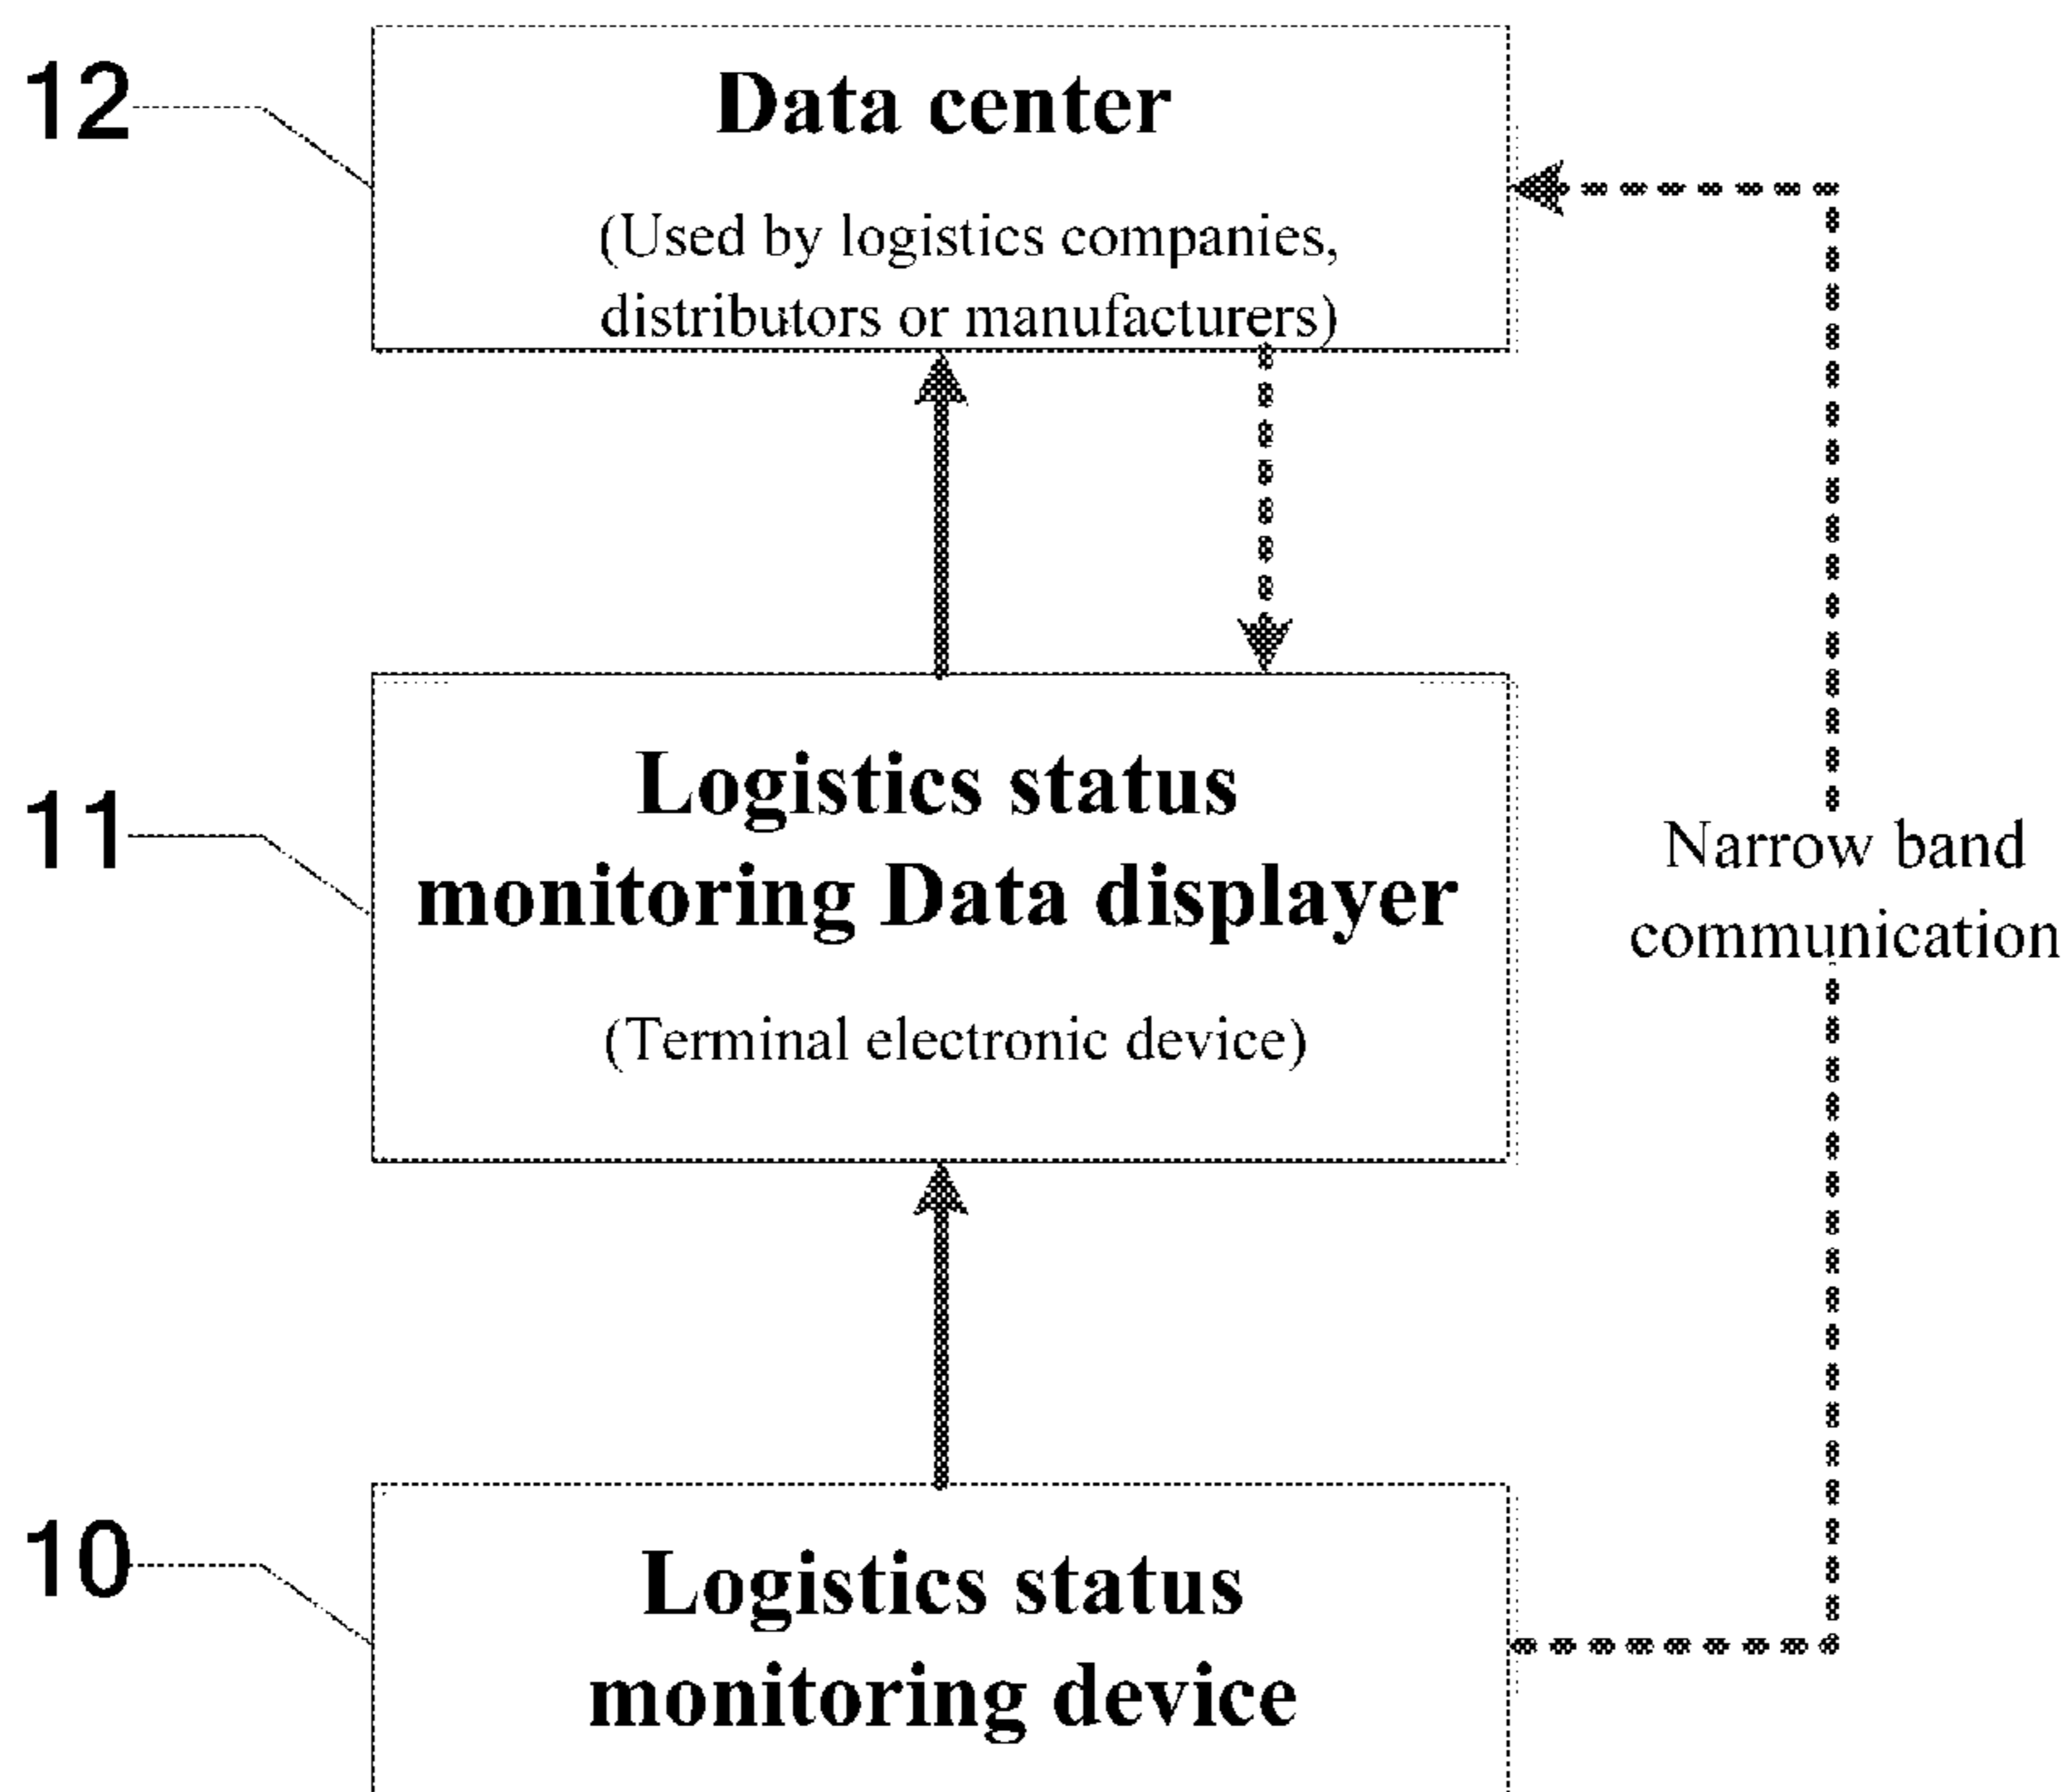 12
Data center
(Used by logistics companies,
distributors or manufacturers)
11
Logistics status
monitoring Data displayer
(Terminal electronic device)
Narrow band
communication
10
Logistics status
monitoring device